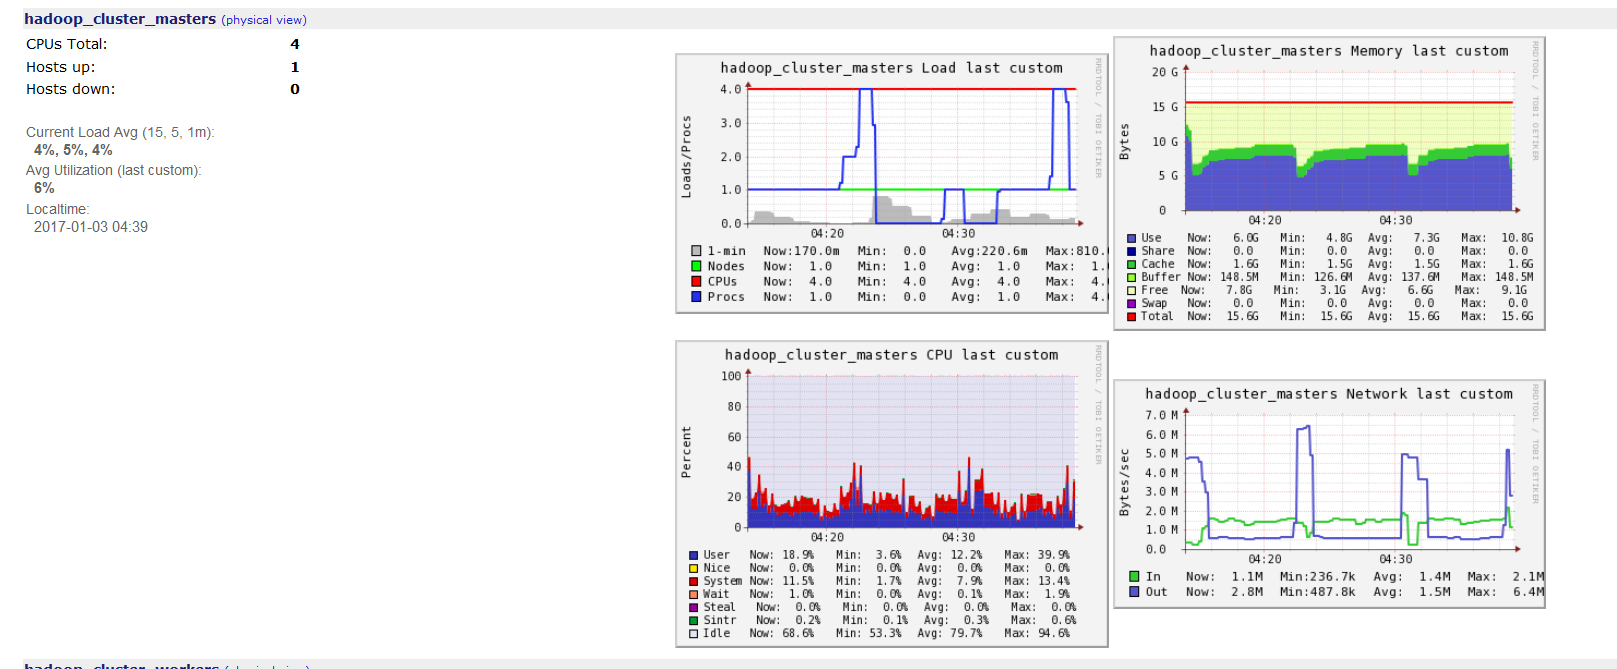 hadoop_cluster_masters (physical view)
CPUs Total: 4
Hosts up: 1
Hosts down: 0
Current Load Avg (15, 5, 1m):
4%, 5%, 4%
Avg Utilization (last custom):
6%
Localtime:
2017-01-03 04:39
hadoop_cluster_masters Load last custom
RRDTOOL / TOBI OETIKER
Loads/Procs
4.0
3.0
2.0
1.0
0.0
04:20 04:30
1-min Now:170.0m Min: 0.0 Avg:220.6m Max:810.
Nodes Now: 1.0 Min: 1.0 Avg: 1.0 Max: 1.
CPUs Now: 4.0 Min: 4.0 Avg: 4.0 Max: 4.
Procs Now: 1.0 Min: 0.0 Avg: 1.0 Max: 4.
hadoop_cluster_masters Memory last custom
RRDTOOL / TOBI OETIKER
Bytes
20 G
15 G
10 G
5 G
0
04:20 04:30
Use Now: 6.0G Min: 4.8G Avg: 7.3G Max: 10.8G
Share Now: 0.0 Min: 0.0 Avg: 0.0 Max: 0.0
Cache Now: 1.6G Min: 1.5G Avg: 1.5G Max: 1.6G
Buffer Now: 148.5M Min: 126.6M Avg: 137.6M Max: 148.5M
Free Now: 7.8G Min: 3.1G Avg: 6.6G Max: 9.1G
Swap Now: 0.0 Min: 0.0 Avg: 0.0 Max: 0.0
Total Now: 15.6G Min: 15.6G Avg: 15.6G Max: 15.6G
hadoop_cluster_masters CPU last custom
RRDTOOL / TOBI OETIKER
Percent
100
80
60
40
20
0
04:20 04:30
User Now: 18.9% Min: 3.6% Avg: 12.2% Max: 39.9%
Nice Now: 0.0% Min: 0.0% Avg: 0.0% Max: 0.0%
System Now: 11.5% Min: 1.7% Avg: 7.9% Max: 13.4%
Wait Now: 1.0% Min: 0.0% Avg: 0.1% Max: 1.9%
Steal Now: 0.0% Min: 0.0% Avg: 0.0% Max: 0.0%
Sintr Now: 0.2% Min: 0.1% Avg: 0.3% Max: 0.6%
Idle Now: 68.6% Min: 53.3% Avg: 79.7% Max: 94.6%
hadoop_cluster_masters Network last custom
RRDTOOL / TOBI OETIKER
Bytes/sec
7.0 M
6.0 M
5.0 M
4.0 M
3.0 M
2.0 M
1.0 M
0.0
04:20 04:30
In Now: 1.1M Min:236.7k Avg: 1.4M Max: 2.1M
Out Now: 2.8M Min:487.8k Avg: 1.5M Max: 6.4M
hadoop_cluster_workers (physical view)